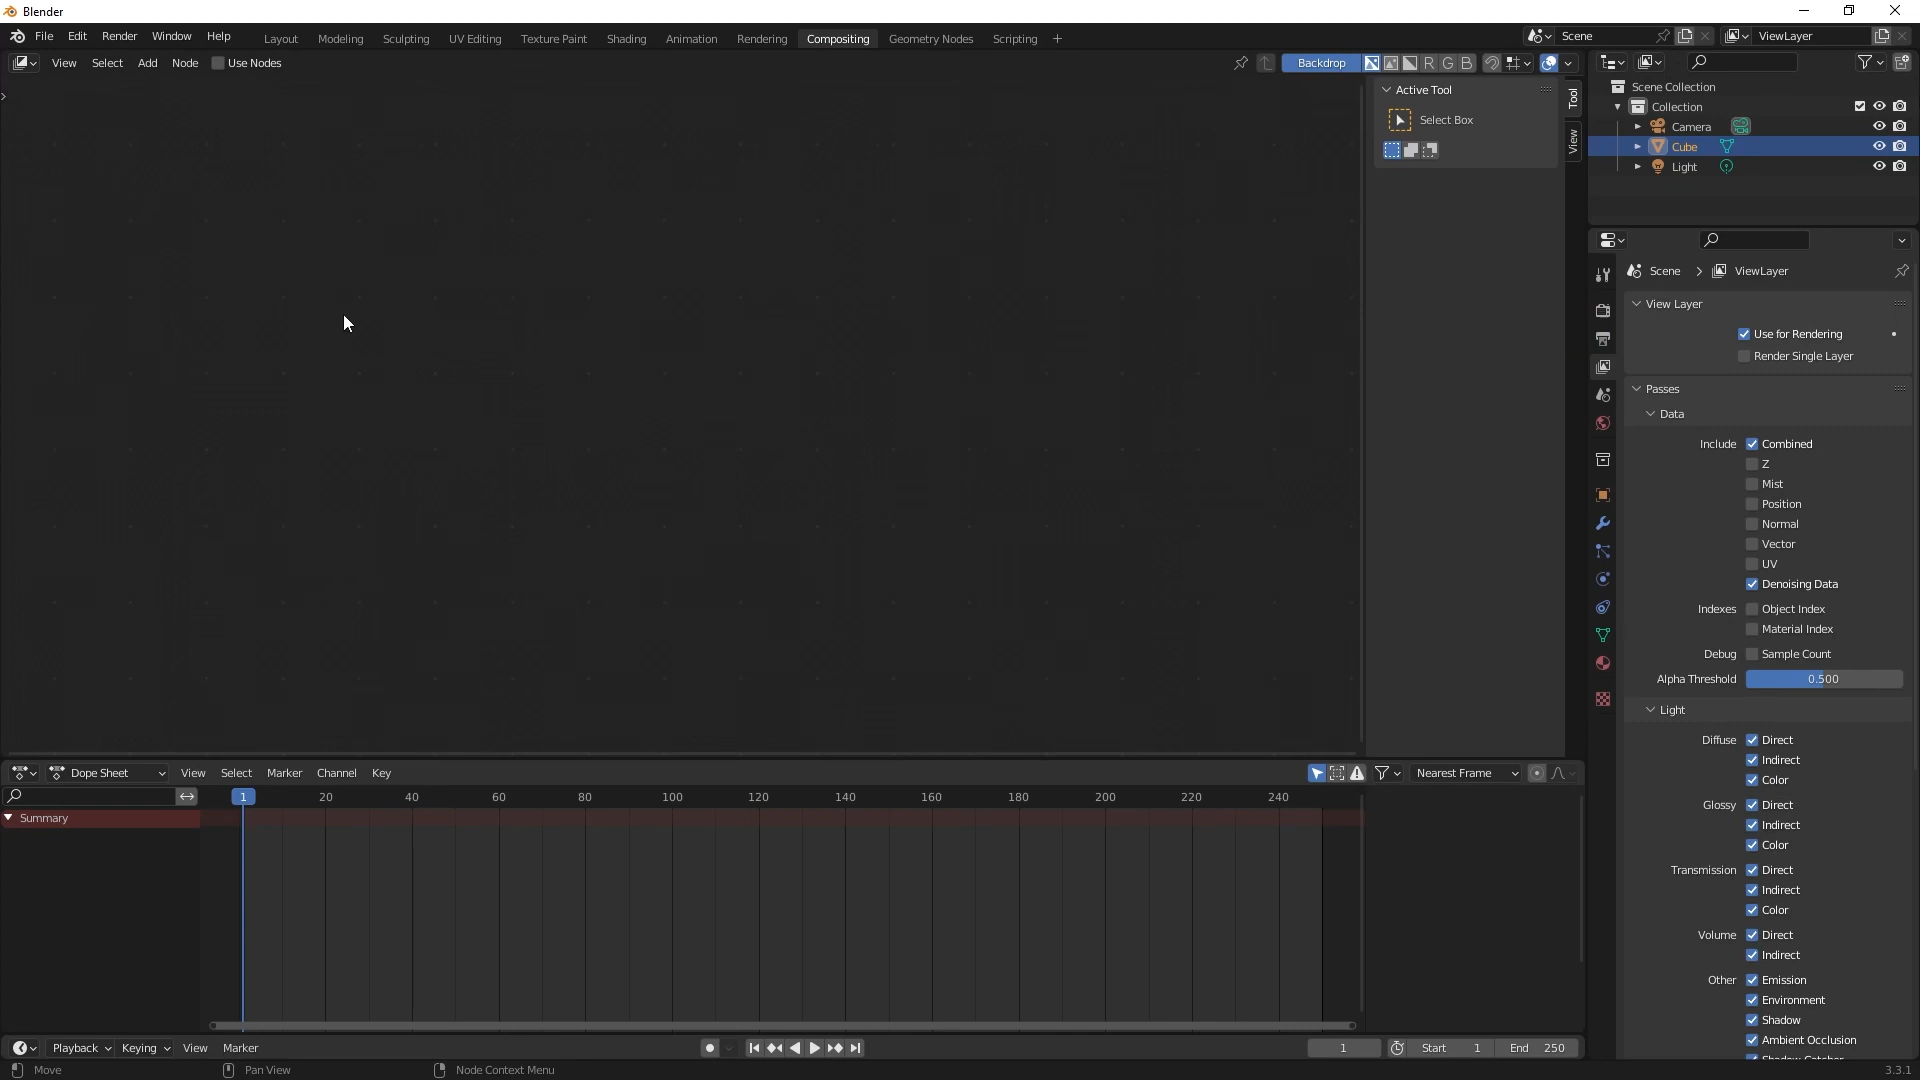 Blender
File Edit Render Window Help Layout Modeling Sculpting UV Editing Texture Paint Shading Animation Rendering Compositing Geometry Nodes Scripting + Scene ViewLayer
View Select Add Node Use Nodes Backdrop R G B
Active Tool
Select Box
Tool
View
Scene Collection
Collection
Camera
Cube
Light
Scene > ViewLayer
View Layer
Use for Rendering
Render Single Layer
Passes
Data
Include Combined
Z
Mist
Position
Normal
Vector
UV
Denoising Data
Indexes Object Index
Material Index
Debug Sample Count
Alpha Threshold 0.500
Light
Diffuse Direct
Indirect
Color
Glossy Direct
Indirect
Color
Transmission Direct
Indirect
Color
Volume Direct
Indirect
Other Emission
Environment
Shadow
Ambient Occlusion
Shadow Catcher
Dope Sheet View Select Marker Channel Key Nearest Frame
1 20 40 60 80 100 120 140 160 180 200 220 240
Summary
Playback Keying View Marker 1 Start 1 End 250
Move Pan View Node Context Menu 3.3.1